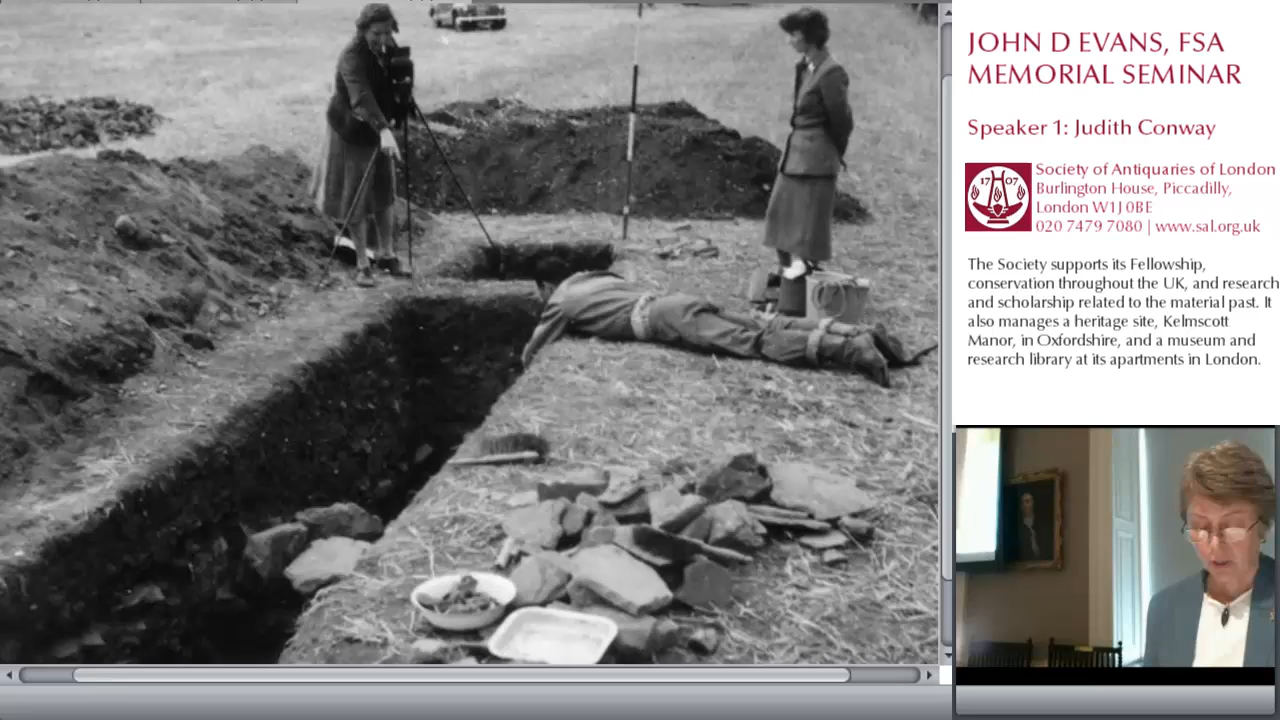 JOHN D EVANS, FSA
MEMORIAL SEMINAR
Speaker 1: Judith Conway
1707
Society of Antiquaries of London
Burlington House, Piccadilly,
London W1J 0BE
020 7479 7080 | www.sal.org.uk
The Society supports its Fellowship,
conservation throughout the UK, and research
and scholarship related to the material past. It
also manages a heritage site, Kelmscott
Manor, in Oxfordshire, and a museum and
research library at its apartments in London.